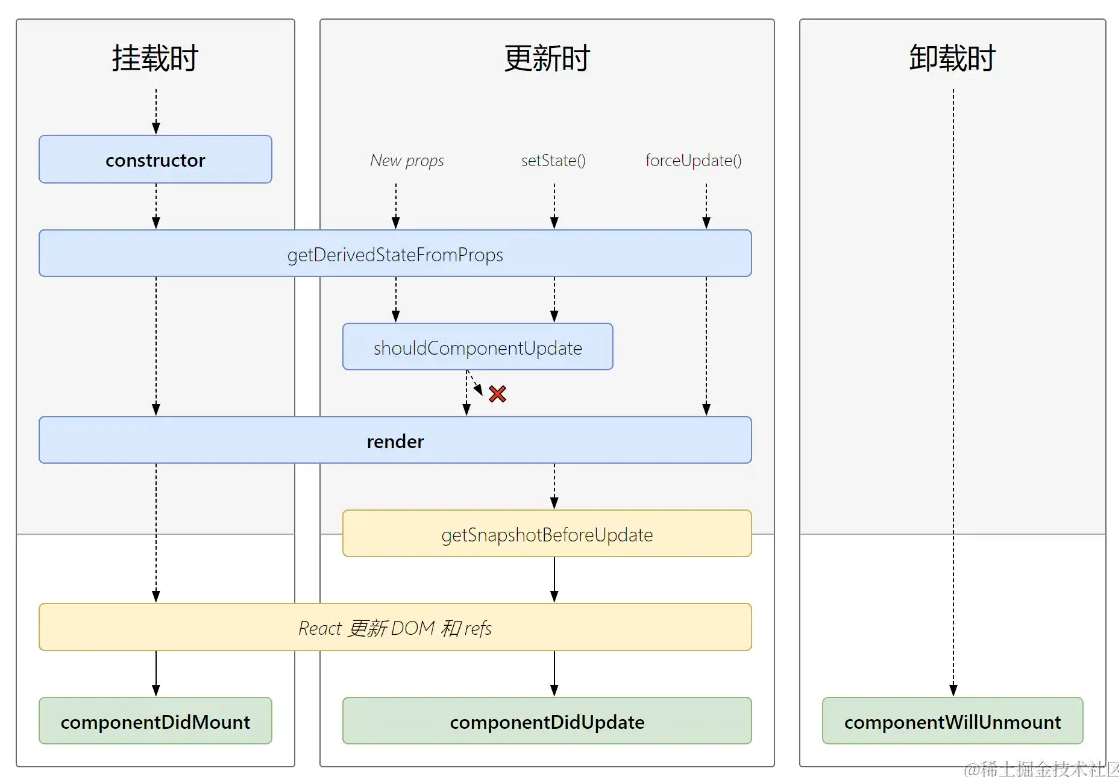 挂载时
更新时
卸载时
constructor
New props
setState()
forceUpdate()
getDerivedStateFromProps
shouldComponentUpdate
render
getSnapshotBeforeUpdate
React 更新 DOM 和 refs
componentDidMount
componentDidUpdate
componentWillUnmount
@稀土掘金技术社区